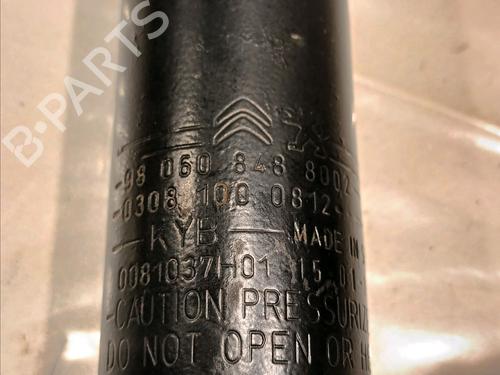 B-PARTS
98 060 848 8002
0308 100 0812
KYB MADE IN
0081037H01 15 01
-CAUTION PRESSURIZ
DO NOT OPEN OR H